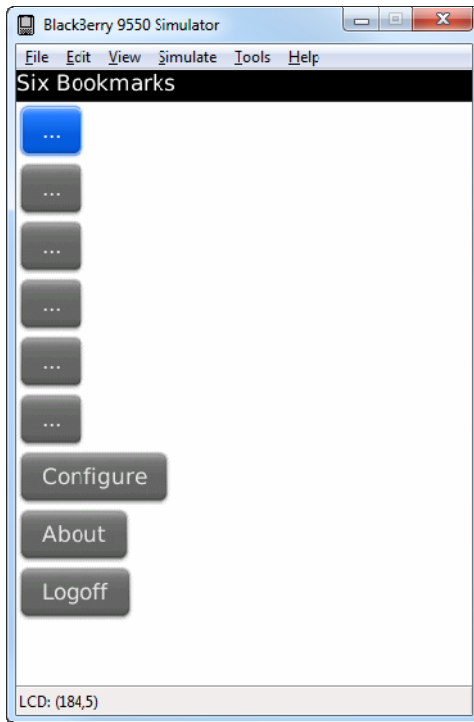 BlackBerry 9550 Simulator
File Edit View Simulate Tools Help
Six Bookmarks
...
...
...
...
...
...
Configure
About
Logoff
LCD: (184,5)